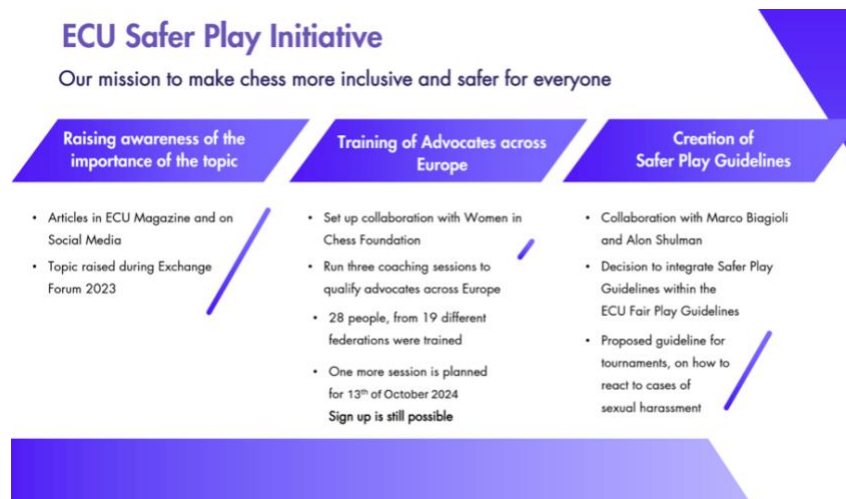 ECU Safer Play Initiative
Our mission to make chess more inclusive and safer for everyone
Raising awareness of the
importance of the topic
• Articles in ECU Magazine and on
Social Media
• Topic raised during Exchange
Forum 2023
Training of Advocates across
Europe
• Set up collaboration with Women in
Chess Foundation
• Run three coaching sessions to
qualify advocates across Europe
• 28 people, from 19 different
federations were trained
• One more session is planned
for 13th of October 2024
Sign up is still possible
Creation of
Safer Play Guidelines
• Collaboration with Marco Biagioli
and Alon Shulman
• Decision to integrate Safer Play
Guidelines within the
ECU Fair Play Guidelines
• Proposed guideline for
tournaments, on how to
react to cases of
sexual harassment